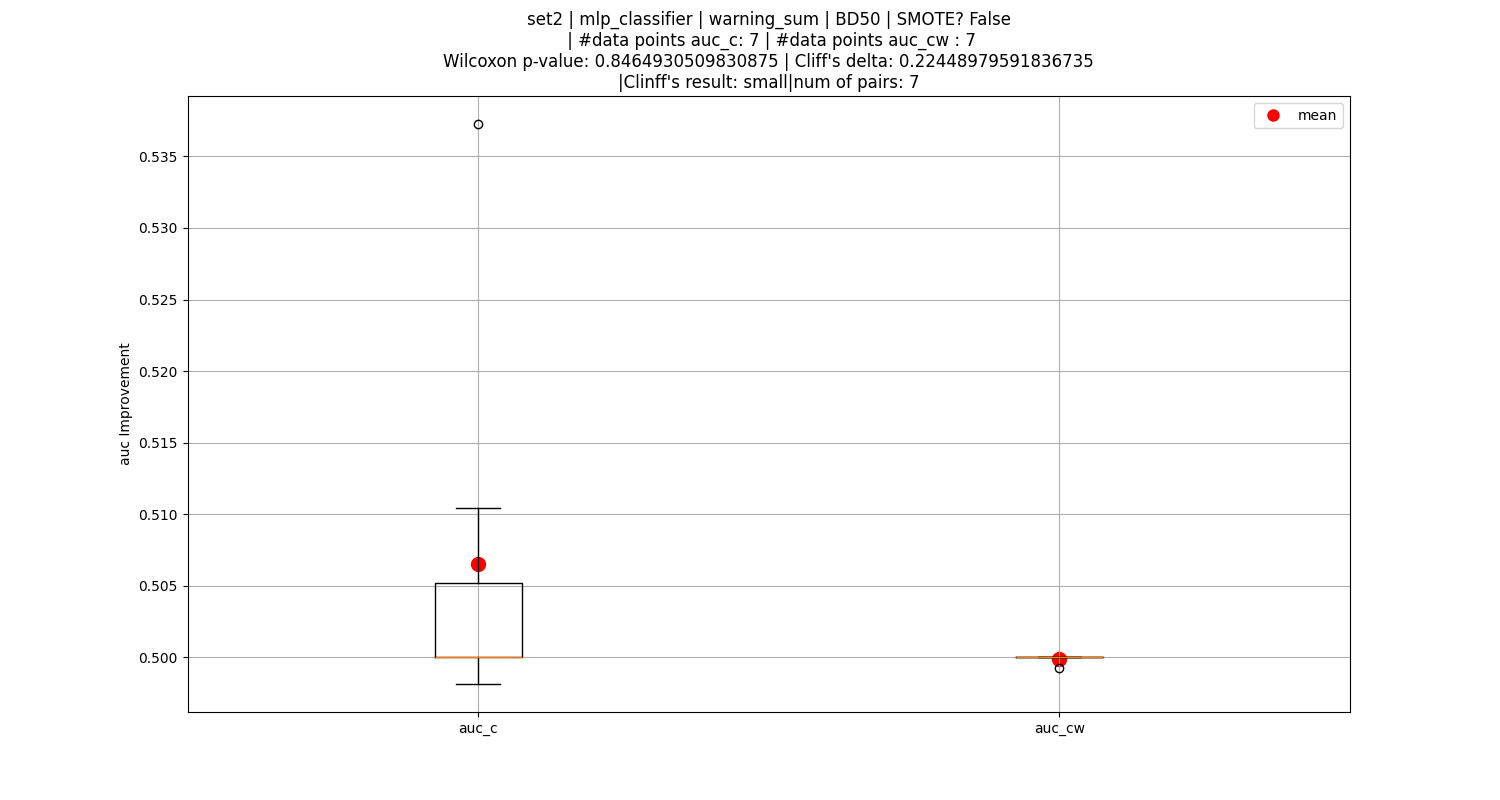 set2 | mlp_classifier | warning_sum | BD50 | SMOTE? False
| #data points auc_c: 7 | #data points auc_cw : 7
Wilcoxon p-value: 0.8464930509830875 | Cliff's delta: 0.22448979591836735
|Clinff's result: small|num of pairs: 7
mean
0.535
0.530
0.525
0.520
0.515
0.510
0.505
0.500
auc Improvement
auc_c
auc_cw